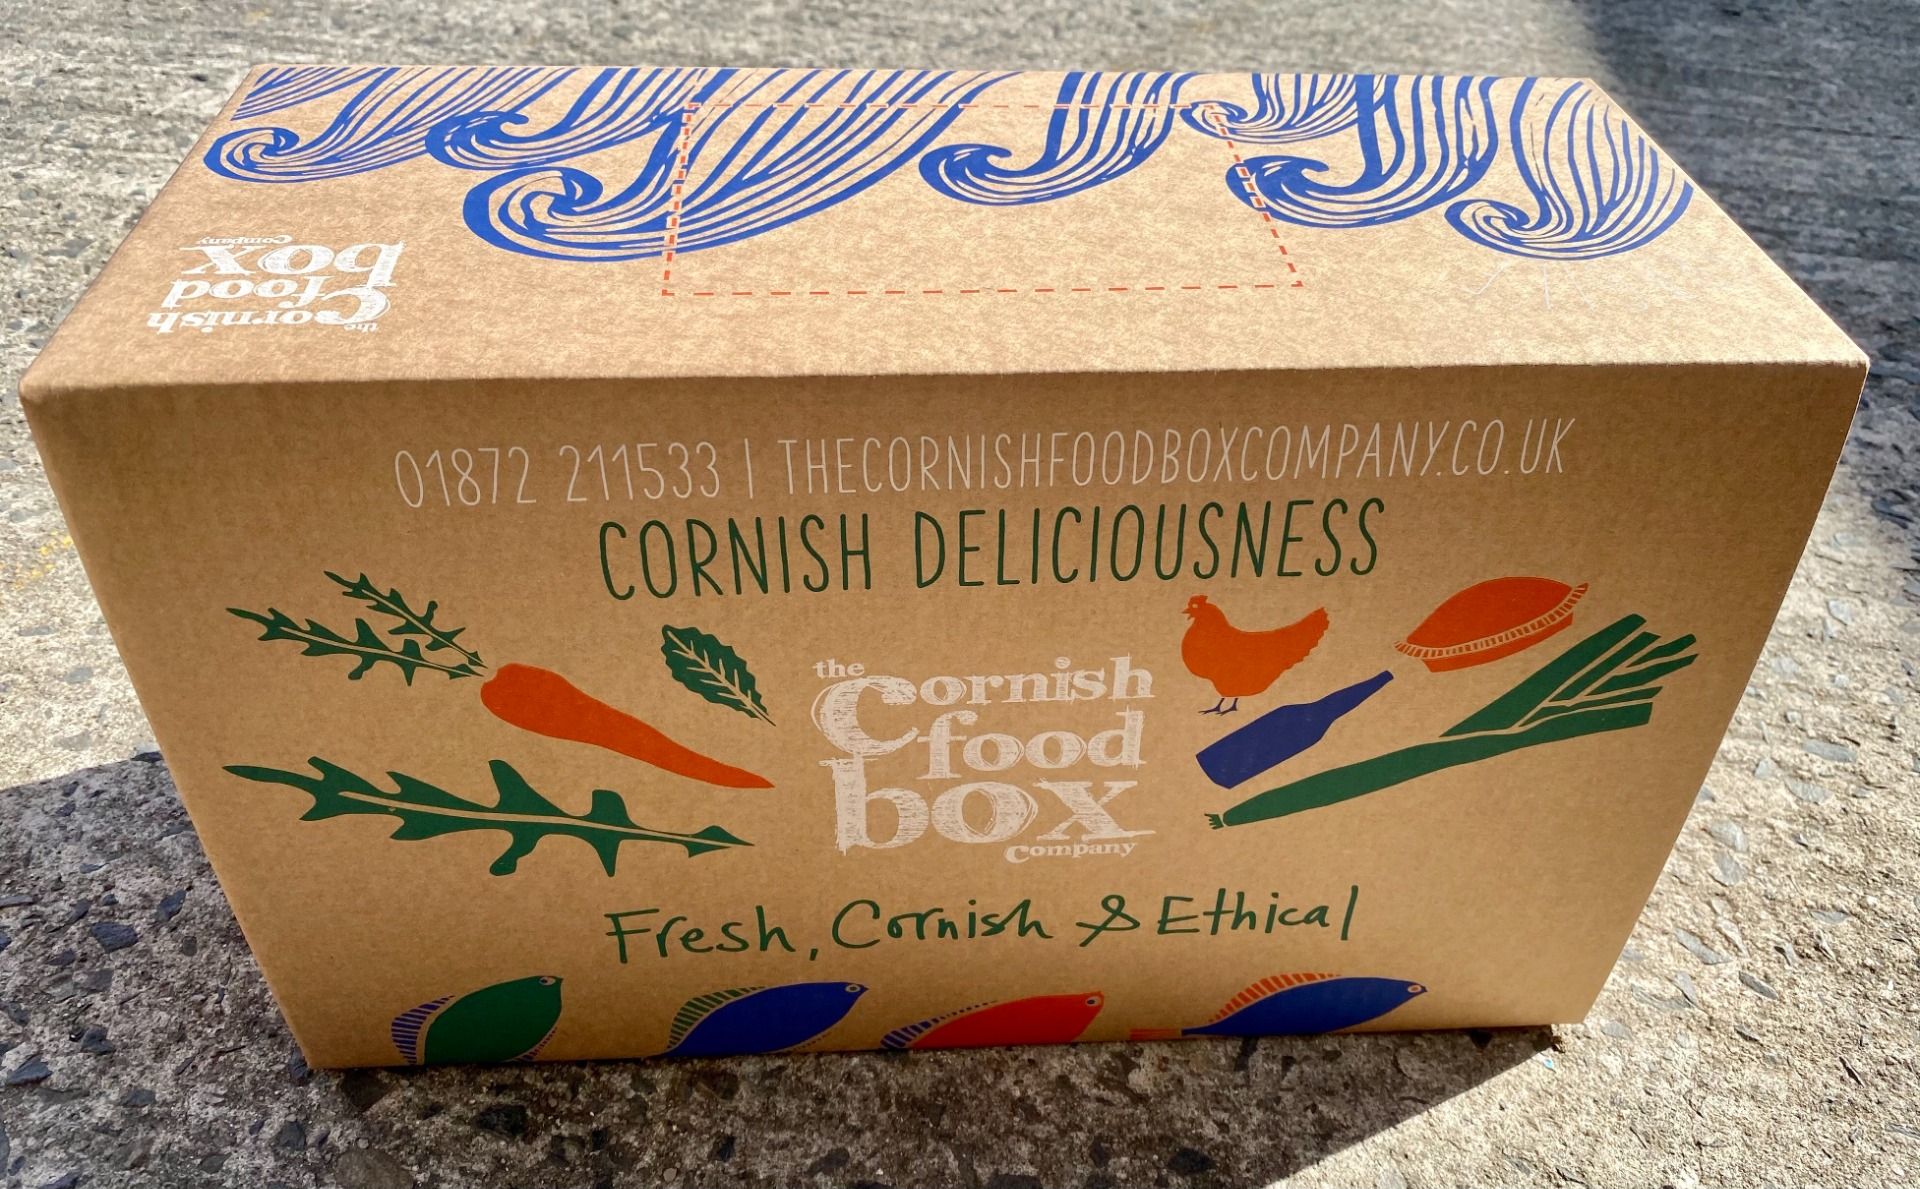 the
Cornish
food
box
Company
01872 211533 | THECORNISHFOODBOXCOMPANY.CO.UK
CORNISH DELICIOUSNESS
the
Cornish
food
box
Company
Fresh, Cornish & Ethical